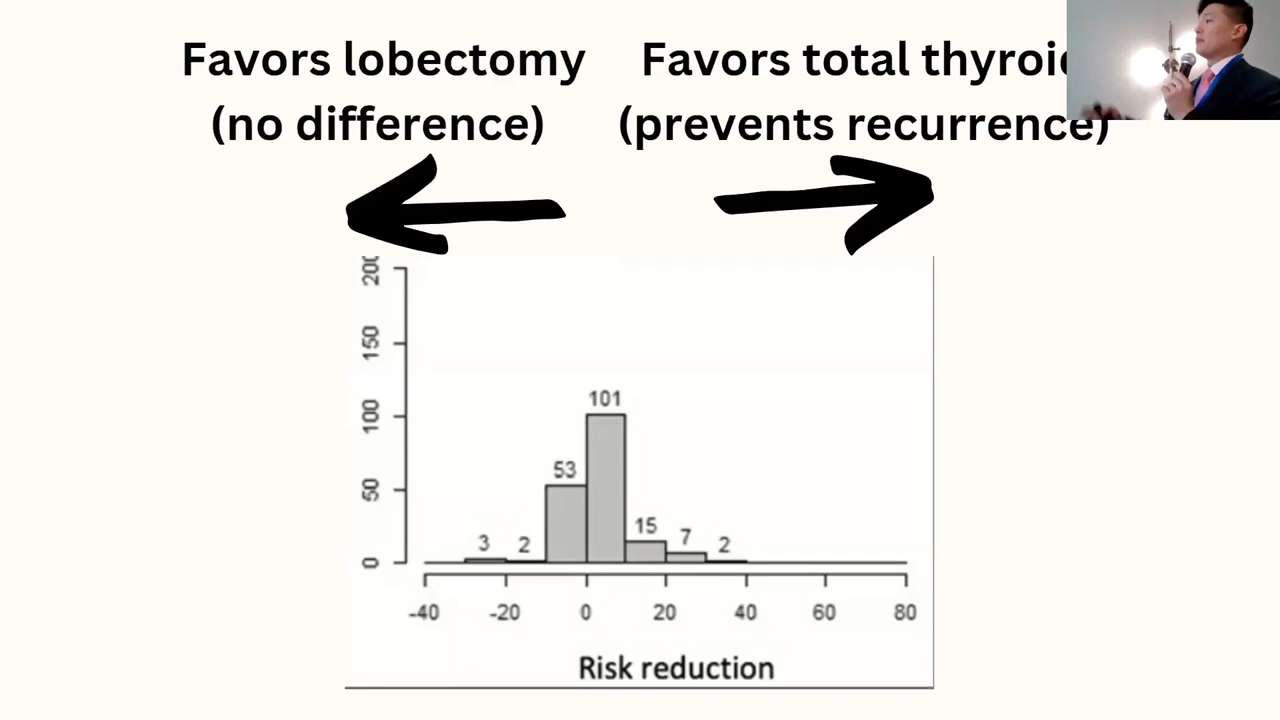 Favors lobectomy
(no difference)
Favors total
(prevents recurrence)
200
150
100
50
0
101
53
15
7
3
2
2
-40 -20 0 20 40 60 80
Risk reduction